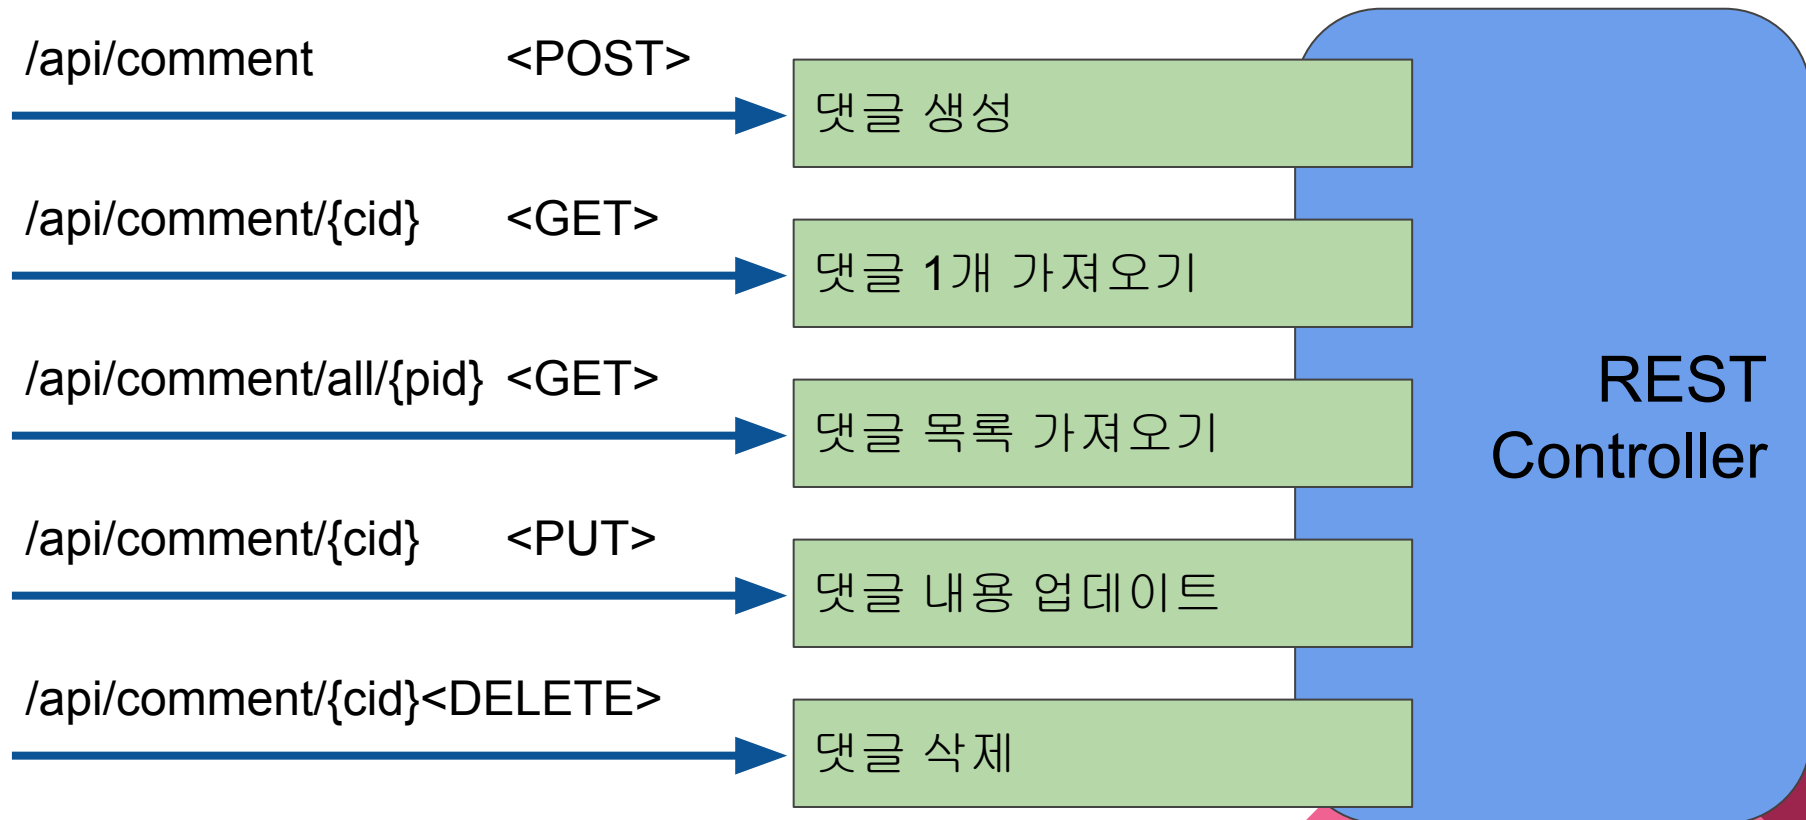 /api/comment <POST>
댓글 생성
/api/comment/{cid} <GET>
댓글 1개 가져오기
/api/comment/all/{pid} <GET>
댓글 목록 가져오기
/api/comment/{cid} <PUT>
댓글 내용 업데이트
/api/comment/{cid}<DELETE>
댓글 삭제
REST
Controller